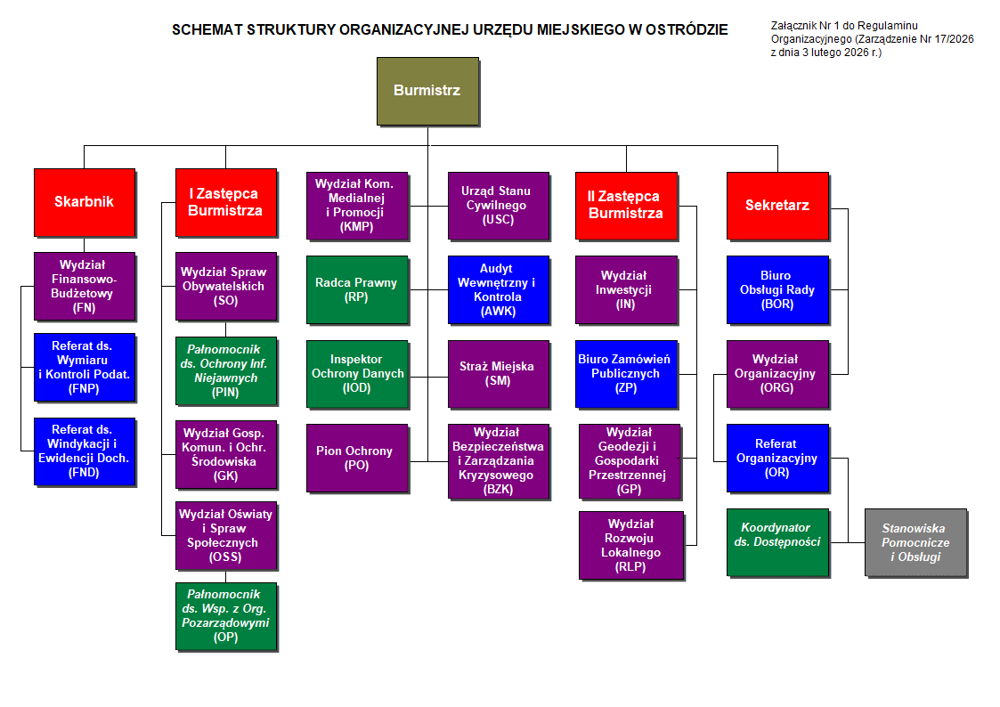 SCHEMAT STRUKTURY ORGANIZACYJNEJ URZĘDU MIEJSKIEGO W OSTRÓDZIE
Załącznik Nr 1 do Regulaminu
Organizacyjnego (Zarządzenie Nr 17/2026
z dnia 3 lutego 2026 r.)
Burmistrz
Skarbnik
Wydział
Finansowo-
Budżetowy
(FN)
Referat ds.
Wymiaru
i Kontroli Podat.
(FNP)
Referat ds.
Windykacji i
Ewidencji Doch.
(FND)
I Zastępca
Burmistrza
Wydział Spraw
Obywatelskich
(SO)
Pałnomocnik
ds. Ochrony Inf.
Niejawnych
(PIN)
Wydział Gosp.
Komun. i Ochr.
Środowiska
(GK)
Wydział Oświaty
i Spraw
Społecznych
(OSS)
Pałnomocnik
ds. Wsp. z Org.
Pozarządowymi
(OP)
Wydział Kom.
Medialnej
i Promocji
(KMP)
Radca Prawny
(RP)
Inspektor
Ochrony Danych
(IOD)
Pion Ochrony
(PO)
Urząd Stanu
Cywilnego
(USC)
Audyt
Wewnętrzny i
Kontrola
(AWK)
Straż Miejska
(SM)
Wydział
Bezpieczeństwa
i Zarządzania
Kryzysowego
(BZK)
II Zastępca
Burmistrza
Wydział
Inwestycji
(IN)
Biuro Zamówień
Publicznych
(ZP)
Wydział
Geodezji i
Gospodarki
Przestrzennej
(GP)
Wydział
Rozwoju
Lokalnego
(RLP)
Sekretarz
Biuro
Obsługi Rady
(BOR)
Wydział
Organizacyjny
(ORG)
Referat
Organizacyjny
(OR)
Koordynator
ds. Dostępności
Stanowiska
Pomocnicze
i Obsługi